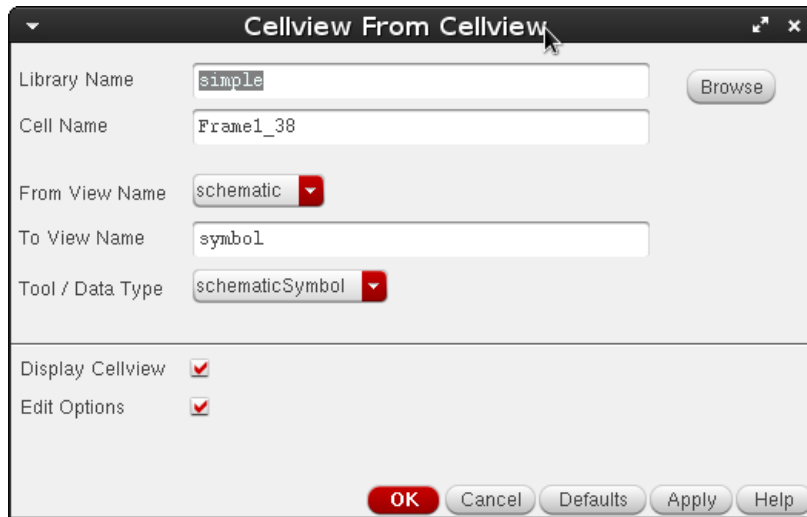 Cellview From Cellview
Library Name simple Browse
Cell Name Frame1_38
From View Name schematic
To View Name symbol
Tool / Data Type schematicSymbol
Display Cellview
Edit Options
OK Cancel Defaults Apply Help